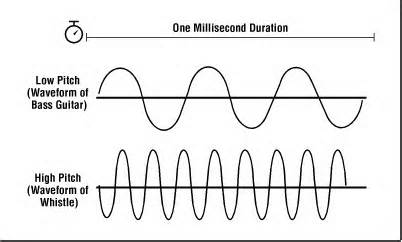 One Millisecond Duration
Low Pitch
(Waveform of
Bass Guitar)
High Pitch
(Waveform of
Whistle)